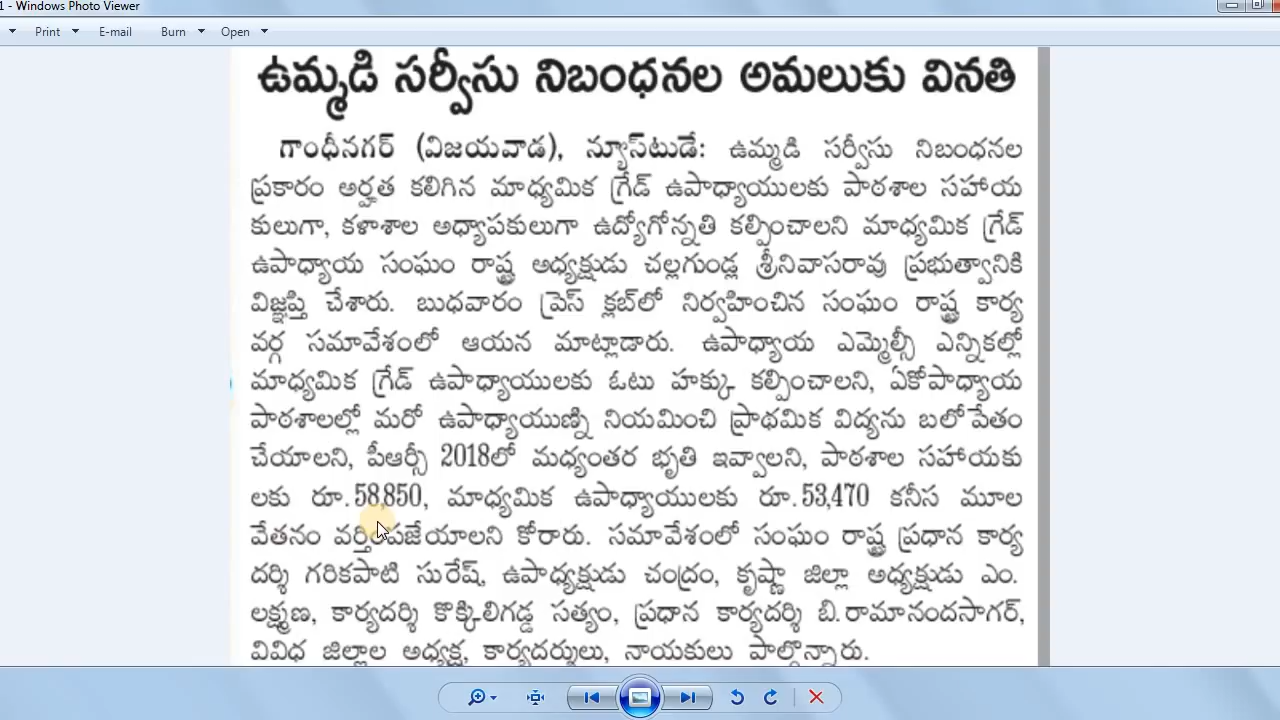 1 - Windows Photo Viewer
Print E-mail Burn Open
ఉమ్మడి సర్వీసు నిబంధనల అమలుకు వినతి
గాంధీనగర్ (విజయవాడ), న్యూస్‌టుడే: ఉమ్మడి సర్వీసు నిబంధనల
ప్రకారం అర్హత కలిగిన మాధ్యమిక గ్రేడ్ ఉపాధ్యాయులకు పాఠశాల సహాయ
కులుగా, కళాశాల అధ్యాపకులుగా ఉద్యోగోన్నతి కల్పించాలని మాధ్యమిక గ్రేడ్
ఉపాధ్యాయ సంఘం రాష్ట్ర అధ్యక్షుడు చల్లగుండ్ల శ్రీనివాసరావు ప్రభుత్వానికి
విజ్ఞప్తి చేశారు. బుధవారం ప్రెస్ క్లబ్‌లో నిర్వహించిన సంఘం రాష్ట్ర కార్య
వర్గ సమావేశంలో ఆయన మాట్లాడారు. ఉపాధ్యాయ ఎమ్మెల్సీ ఎన్నికల్లో
మాధ్యమిక గ్రేడ్ ఉపాధ్యాయులకు ఓటు హక్కు కల్పించాలని, ఏకోపాధ్యాయ
పాఠశాలల్లో మరో ఉపాధ్యాయుణ్ని నియమించి ప్రాథమిక విద్యను బలోపేతం
చేయాలని, పీఆర్సీ 2018లో మధ్యంతర భృతి ఇవ్వాలని, పాఠశాల సహాయకు
లకు రూ.58,850, మాధ్యమిక ఉపాధ్యాయులకు రూ.53,470 కనీస మూల
వేతనం వర్తింపజేయాలని కోరారు. సమావేశంలో సంఘం రాష్ట్ర ప్రధాన కార్య
దర్శి గరికపాటి సురేష్, ఉపాధ్యక్షుడు చంద్రం, కృష్ణా జిల్లా అధ్యక్షుడు ఎం.
లక్ష్మణ, కార్యదర్శి కొక్కిలిగడ్డ సత్యం, ప్రధాన కార్యదర్శి బి.రామానందసాగర్,
వివిధ జిల్లాల అధ్యక్ష, కార్యదర్శులు, నాయకులు పాల్గొన్నారు.